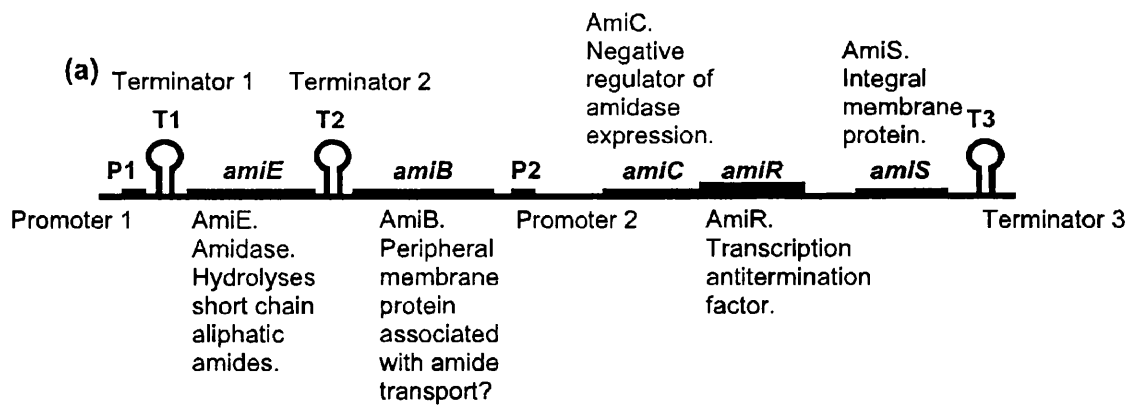 (a)
Terminator 1
Terminator 2
AmiC.
Negative
regulator of
amidase
expression.
AmiS.
Integral
membrane
protein.
T1
T2
T3
P1
amiE
amiB
P2
amiC
amiR
amiS
Promoter 1
AmiE.
Amidase.
Hydrolyses
short chain
aliphatic
amides.
AmiB.
Peripheral
membrane
protein
associated
with amide
transport?
Promoter 2
AmiR.
Transcription
antitermination
factor.
Terminator 3